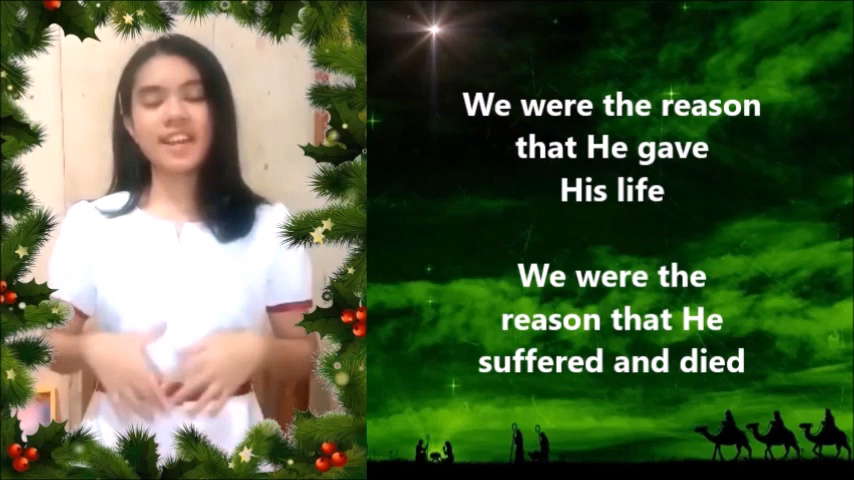 We were the reason
that He gave
His life
We were the
reason that He
suffered and died